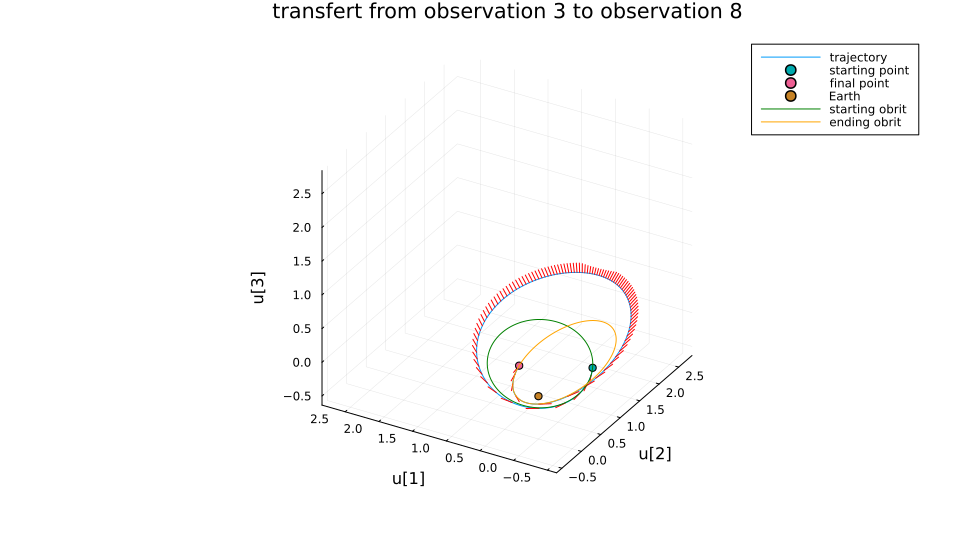 transfert from observation 3 to observation 8
trajectory
starting point
final point
Earth
starting obrit
ending obrit
2.5
2.0
1.5
1.0
0.5
0.0
−0.5
u[3]
2.5
2.0
1.5
1.0
0.5
0.0
−0.5
u[1]
−0.5
0.0
0.5
1.0
1.5
2.0
2.5
u[2]